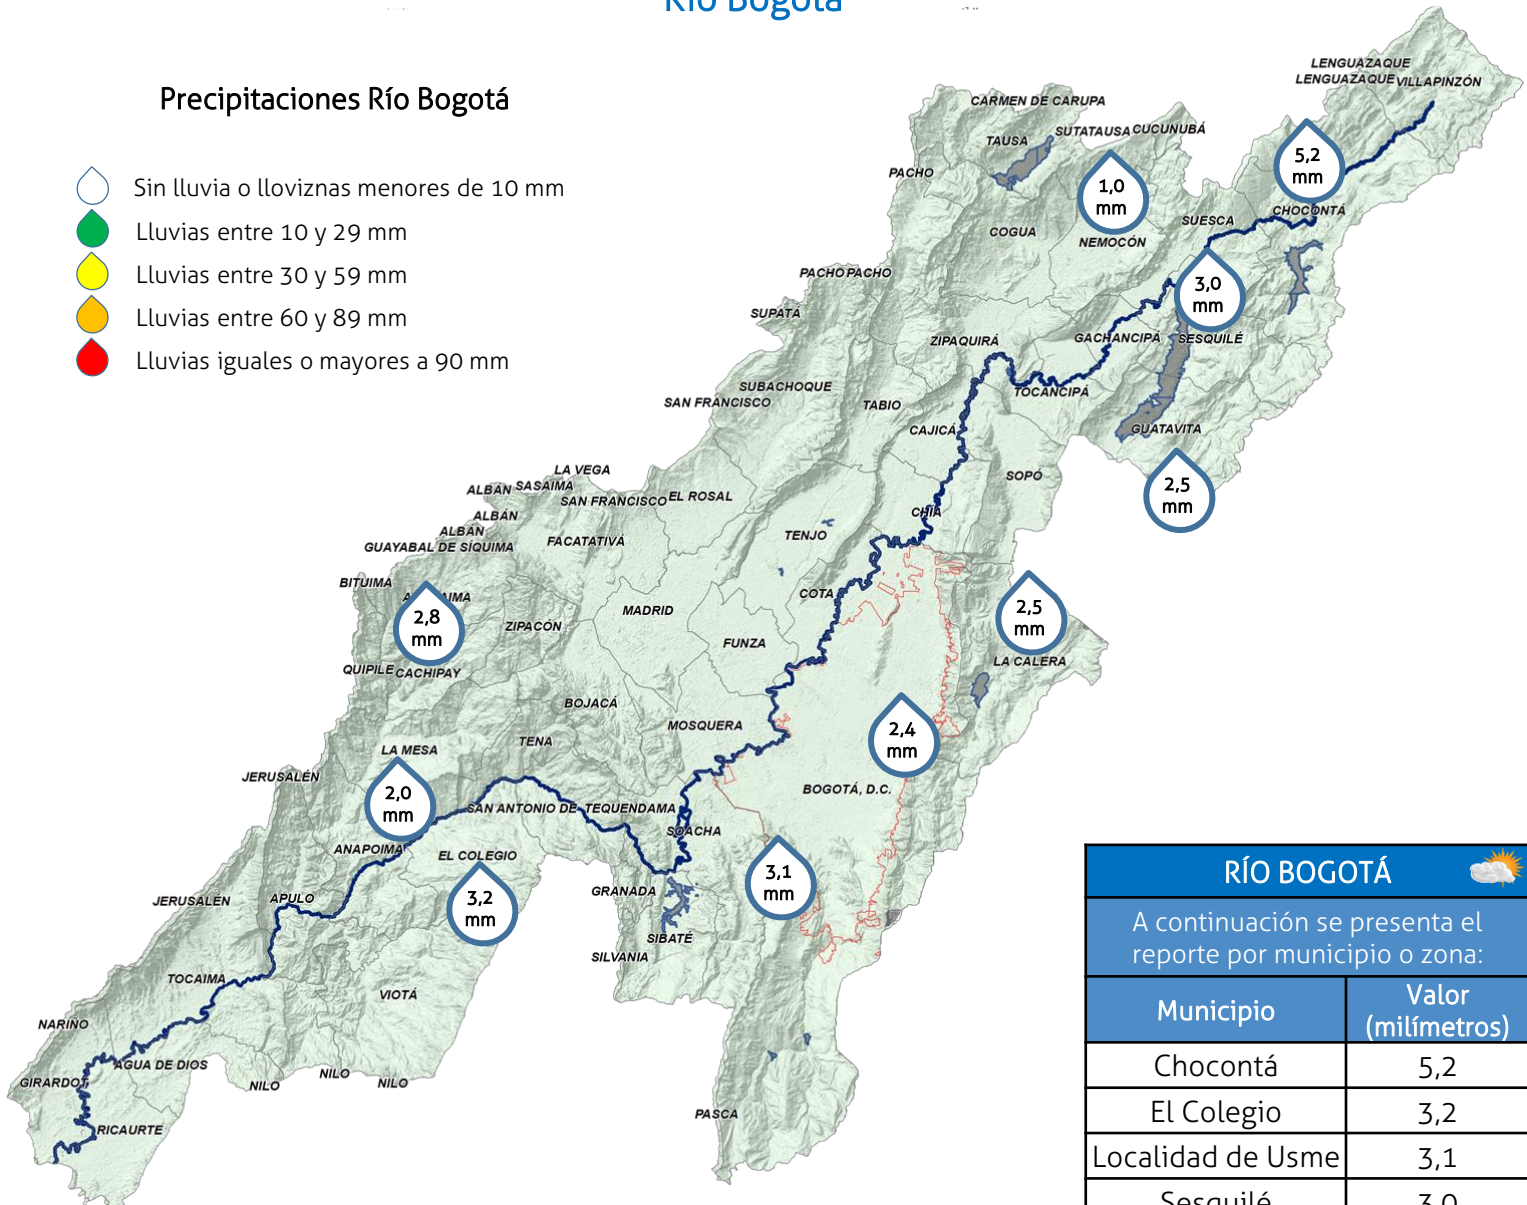 Río Bogotá
Precipitaciones Río Bogotá
Sin lluvia o lloviznas menores de 10 mm
Lluvias entre 10 y 29 mm
Lluvias entre 30 y 59 mm
Lluvias entre 60 y 89 mm
Lluvias iguales o mayores a 90 mm
LENGUAZAQUE
LENGUAZAQUE
VILLAPINZÓN
CARMEN DE CARUPA
TAUSA
SUTATAUSA
CUCUNUBÁ
5,2
mm
PACHO
1,0
mm
CHOCONTÁ
SUESCA
COGUA
NEMOCÓN
PACHO
PACHO
3,0
mm
SUPATÁ
ZIPAQUIRÁ
GACHANCIPÁ
SESQUILÉ
SUBACHOQUE
SAN FRANCISCO
TABIO
TOCANCIPÁ
CAJICÁ
GUATAVITA
LA VEGA
SOPÓ
ALBÁN
SASAIMA
SAN FRANCISCO
EL ROSAL
2,5
mm
ALBÁN
CHÍA
ALBÁN
TENJO
GUAYABAL DE SÍQUIMA
FACATATIVÁ
BITUIMA
COTA
2,8
mm
MADRID
2,5
mm
ZIPACÓN
FUNZA
LA CALERA
QUIPILE
CACHIPAY
BOJACÁ
MOSQUERA
2,4
mm
LA MESA
TENA
JERUSALÉN
2,0
mm
BOGOTÁ, D.C.
SAN ANTONIO DE TEQUENDAMA
SOACHA
ANAPOIMA
EL COLEGIO
3,1
mm
GRANADA
JERUSALÉN
APULO
3,2
mm
SIBATÉ
SILVANIA
TOCAIMA
VIOTÁ
NARIÑO
AGUA DE DIOS
GIRARDOT
NILO
NILO
NILO
PASCA
RICAURTE
RÍO BOGOTÁ
A continuación se presenta el
reporte por municipio o zona:
Municipio Valor
(milímetros)
Chocontá 5,2
El Colegio 3,2
Localidad de Usme 3,1
Sesquilé 3,0